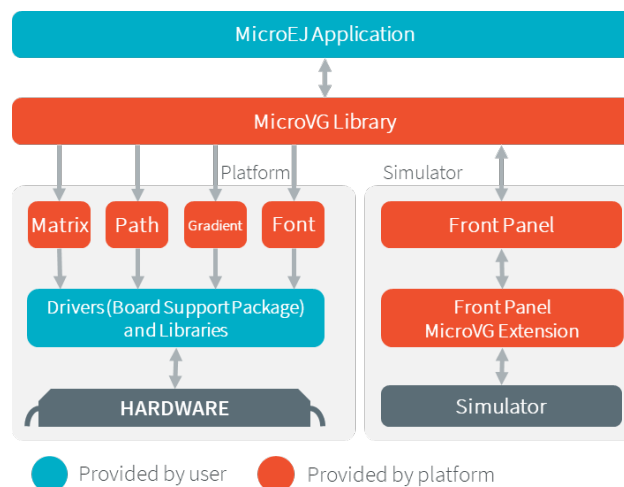 MicroEJ Application
MicroVG Library
Platform
Simulator
Matrix
Path
Gradient
Font
Front Panel
Drivers (Board Support Package)
and Libraries
Front Panel
MicroVG Extension
HARDWARE
Simulator
Provided by user
Provided by platform